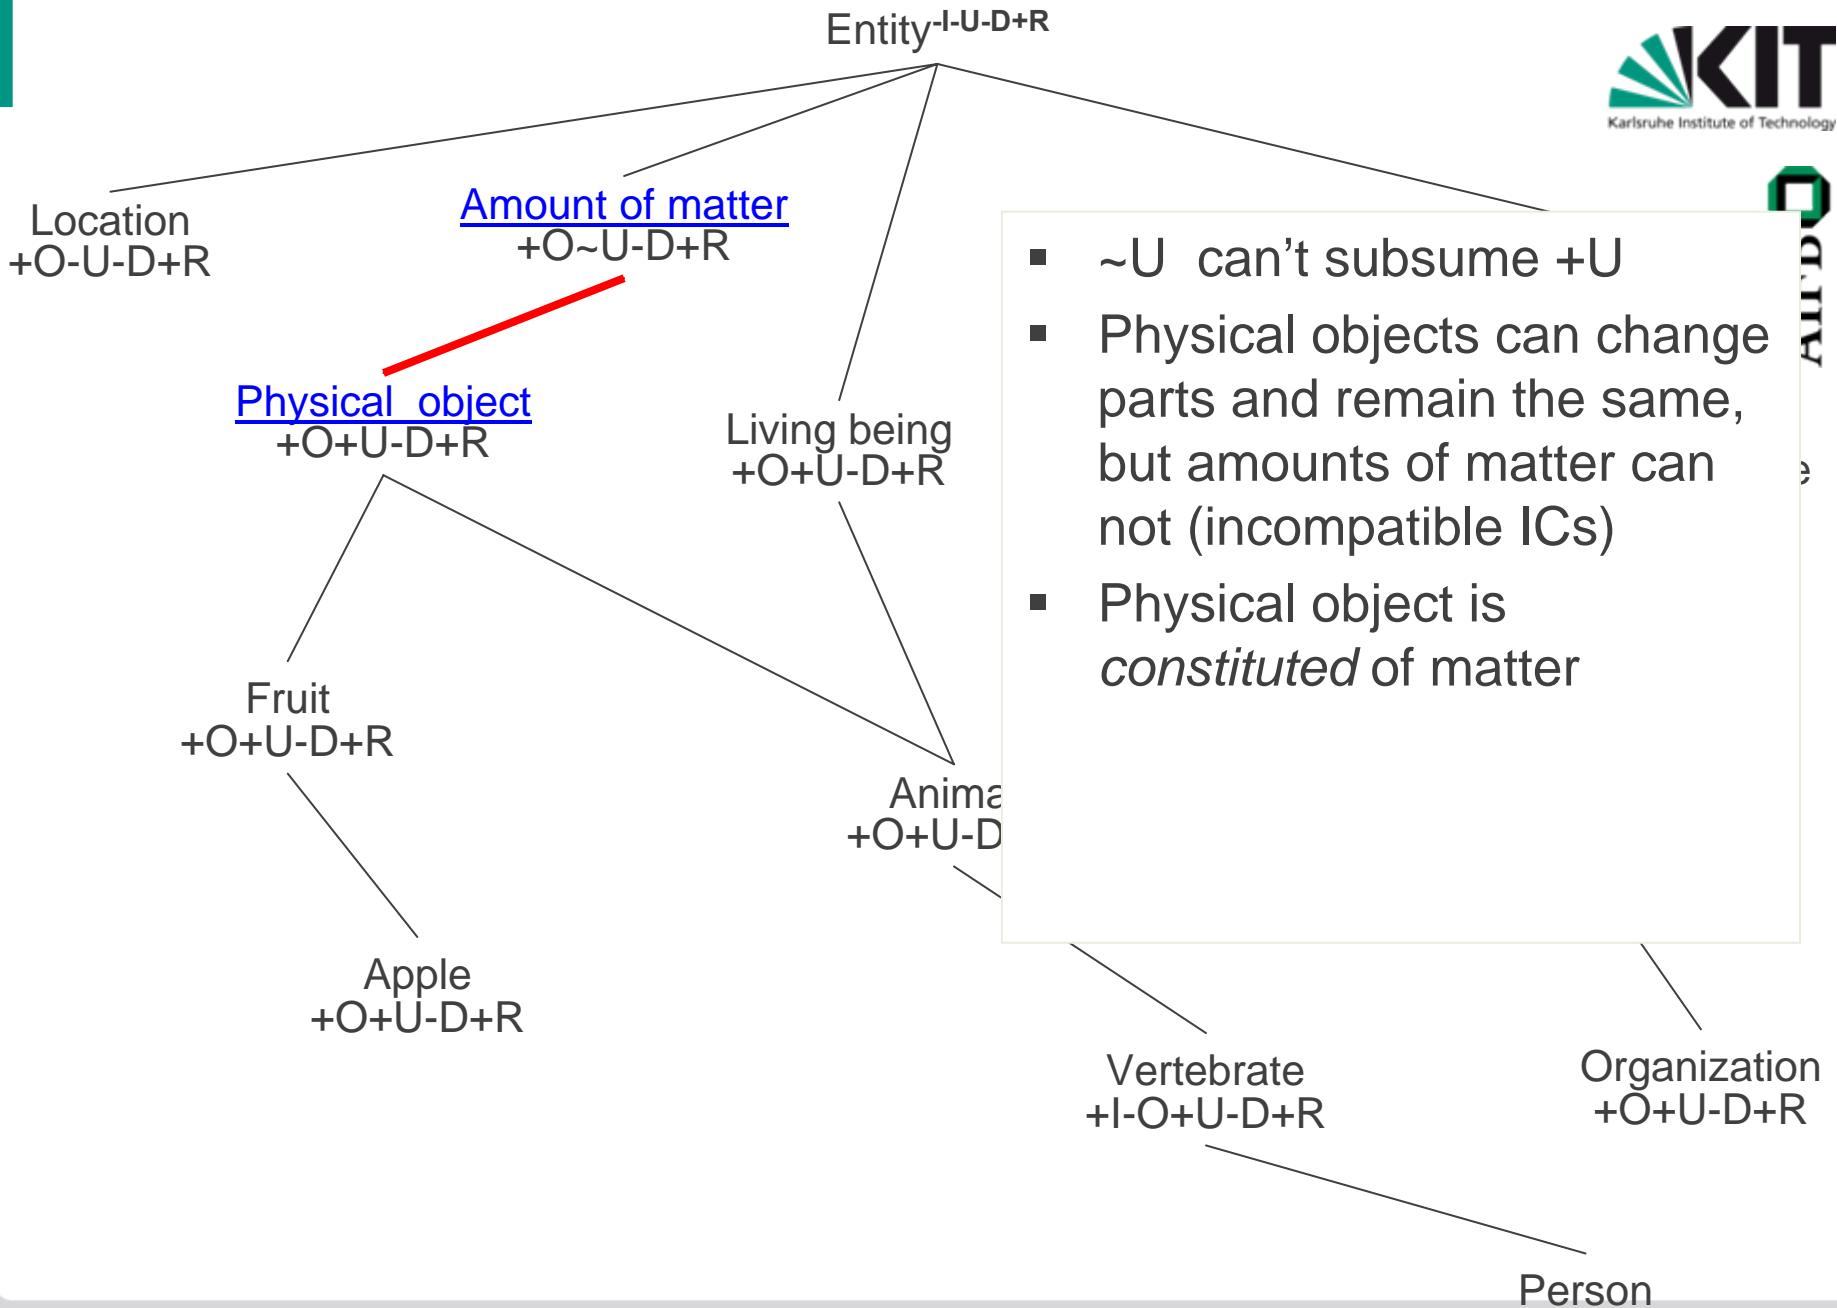 Entity-I-U-D+R
KIT
Karlsruhe Institute of Technology
Location
+O-U-D+R
Amount of matter
+O~U-D+R
Physical object
+O+U-D+R
Living being
+O+U-D+R
▪ ~U can’t subsume +U
▪ Physical objects can change
parts and remain the same,
but amounts of matter can
not (incompatible ICs)
▪ Physical object is
constituted of matter
Fruit
+O+U-D+R
Apple
+O+U-D+R
Vertebrate
+I-O+U-D+R
Organization
+O+U-D+R
Person